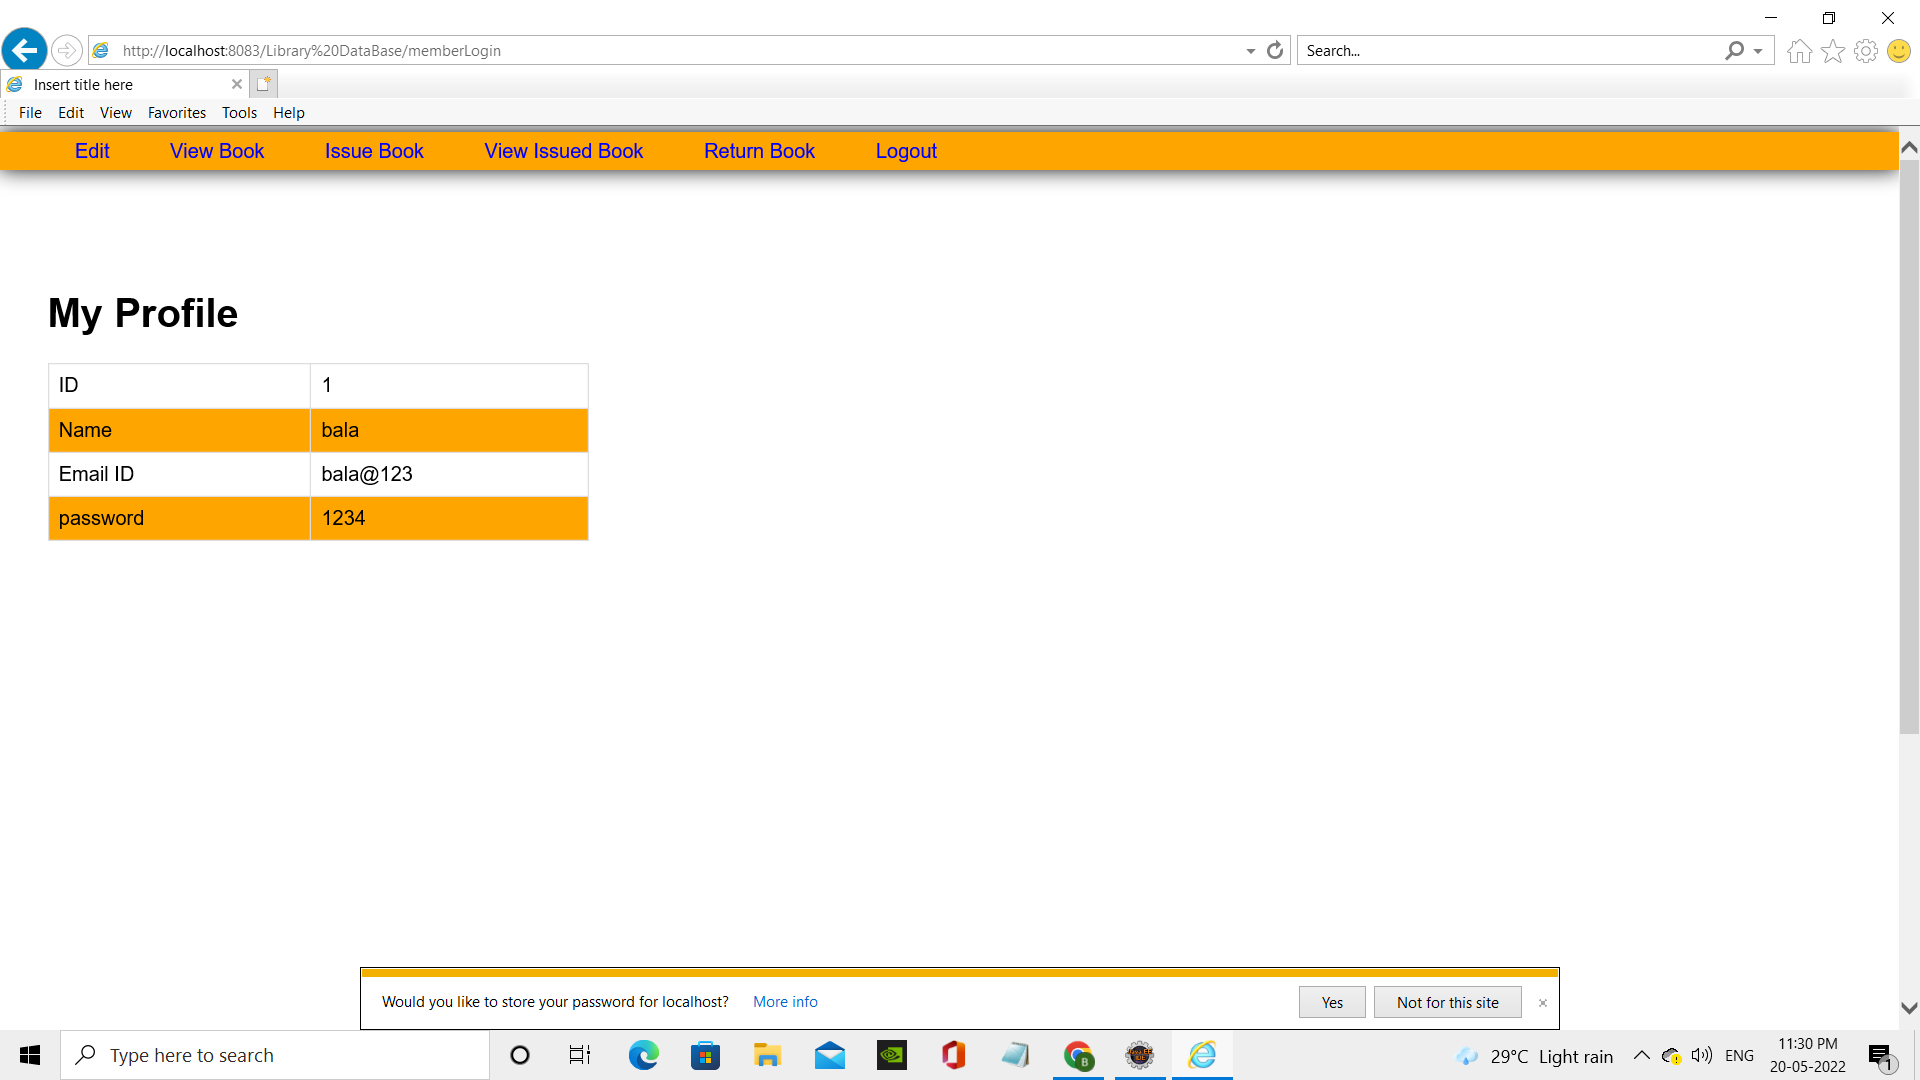 http://localhost:8083/Library%20DataBase/memberLogin
Search...
Insert title here
File Edit View Favorites Tools Help
Edit View Book Issue Book View Issued Book Return Book Logout
My Profile
ID 1
Name bala
Email ID bala@123
password 1234
Would you like to store your password for localhost? More info Yes Not for this site
Type here to search
29°C Light rain
ENG
11:30 PM
20-05-2022
1